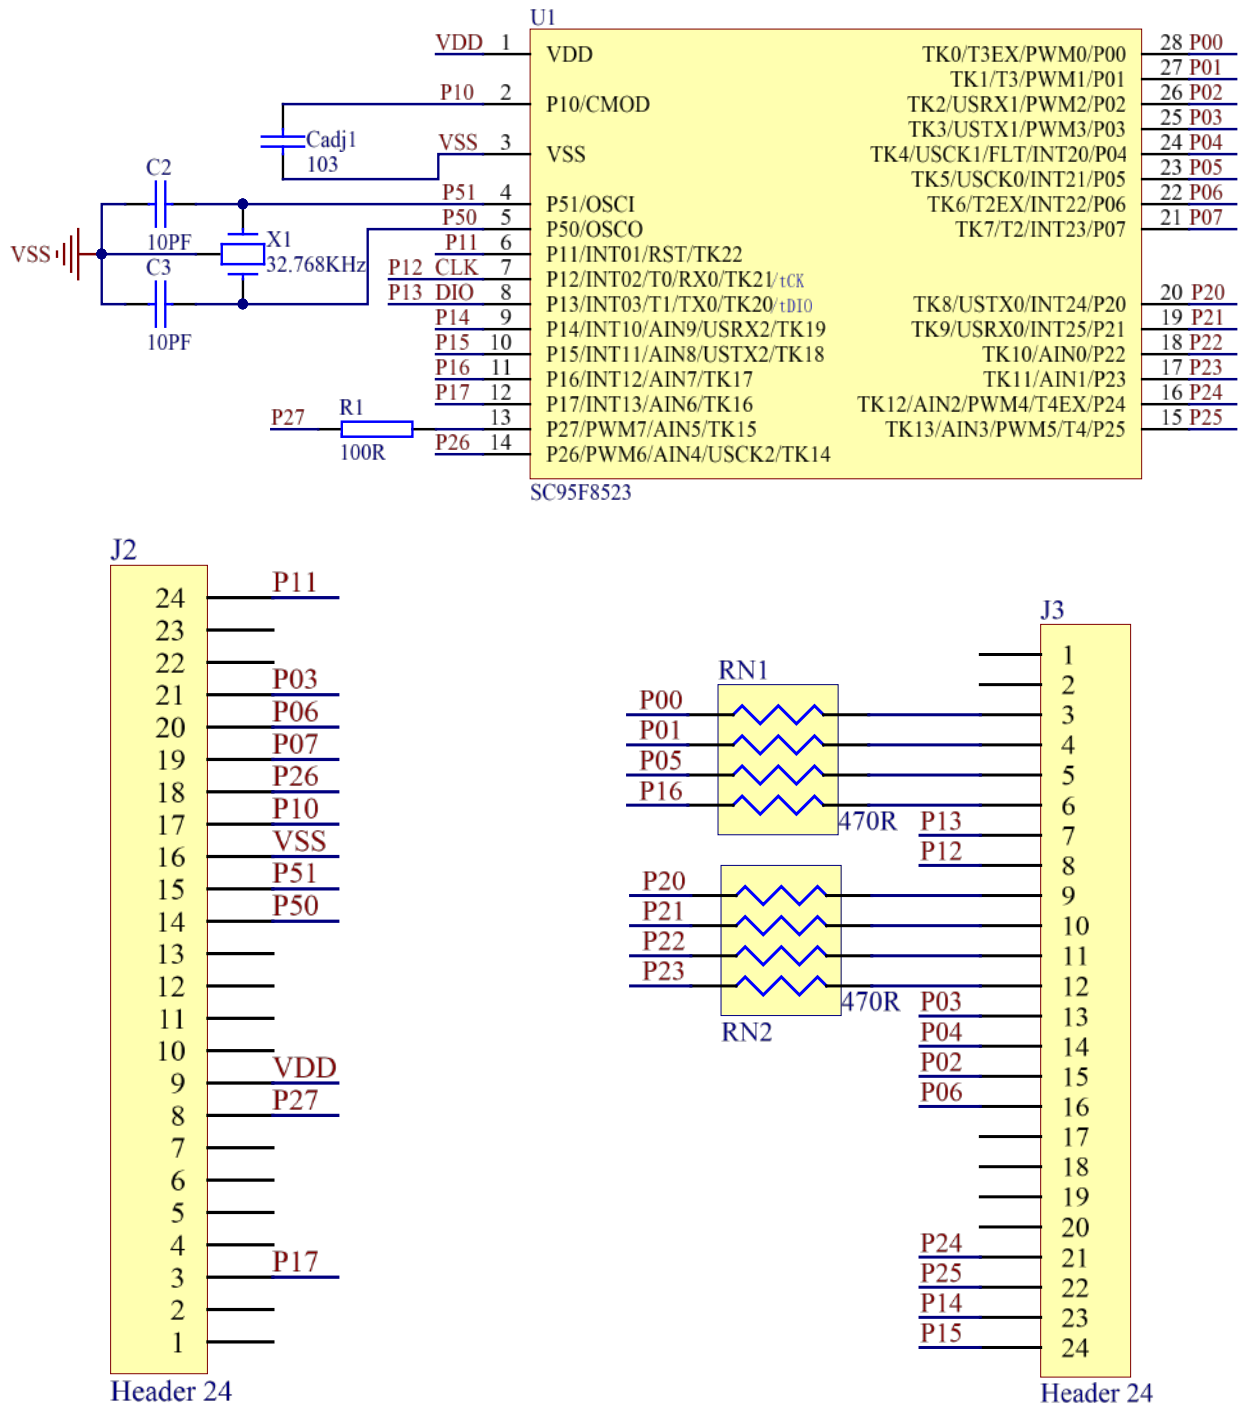 U1
VDD 1 VDD TK0/T3EX/PWM0/P00 28 P00
TK1/T3/PWM1/P01 27 P01
P10 2 P10/CMOD TK2/USRX1/PWM2/P02 26 P02
TK3/USTX1/PWM3/P03 25 P03
Cadj1
103
VSS 3 VSS TK4/USCK1/FLT/INT20/P04 24 P04
TK5/USCK0/INT21/P05 23 P05
C2
10PF
P51 4 P51/OSCI TK6/T2EX/INT22/P06 22 P06
P50 5 P50/OSCO TK7/T2/INT23/P07 21 P07
VSS
X1
32.768KHz
C3
10PF
P11 6 P11/INT01/RST/TK22
P12 CLK 7 P12/INT02/T0/RX0/TK21/tCK
P13 DIO 8 P13/INT03/T1/TX0/TK20/tDIO TK8/USTX0/INT24/P20 20 P20
P14 9 P14/INT10/AIN9/USRX2/TK19 TK9/USRX0/INT25/P21 19 P21
P15 10 P15/INT11/AIN8/USTX2/TK18 TK10/AIN0/P22 18 P22
P16 11 P16/INT12/AIN7/TK17 TK11/AIN1/P23 17 P23
P17 12 P17/INT13/AIN6/TK16 TK12/AIN2/PWM4/T4EX/P24 16 P24
P27 R1 13 P27/PWM7/AIN5/TK15 TK13/AIN3/PWM5/T4/P25 15 P25
100R
P26 14 P26/PWM6/AIN4/USCK2/TK14
SC95F8523
J2
24 P11
23
22
21 P03
20 P06
19 P07
18 P26
17 P10
16 VSS
15 P51
14 P50
13
12
11
10
9 VDD
8 P27
7
6
5
4
3 P17
2
1
Header 24
J3
1
2
RN1
P00 3
P01 4
P05 5
P16 6
470R
P13 7
P12 8
P20 9
P21 10
P22 11
P23 12
470R
RN2
P03 13
P04 14
P02 15
P06 16
17
18
19
20
P24 21
P25 22
P14 23
P15 24
Header 24